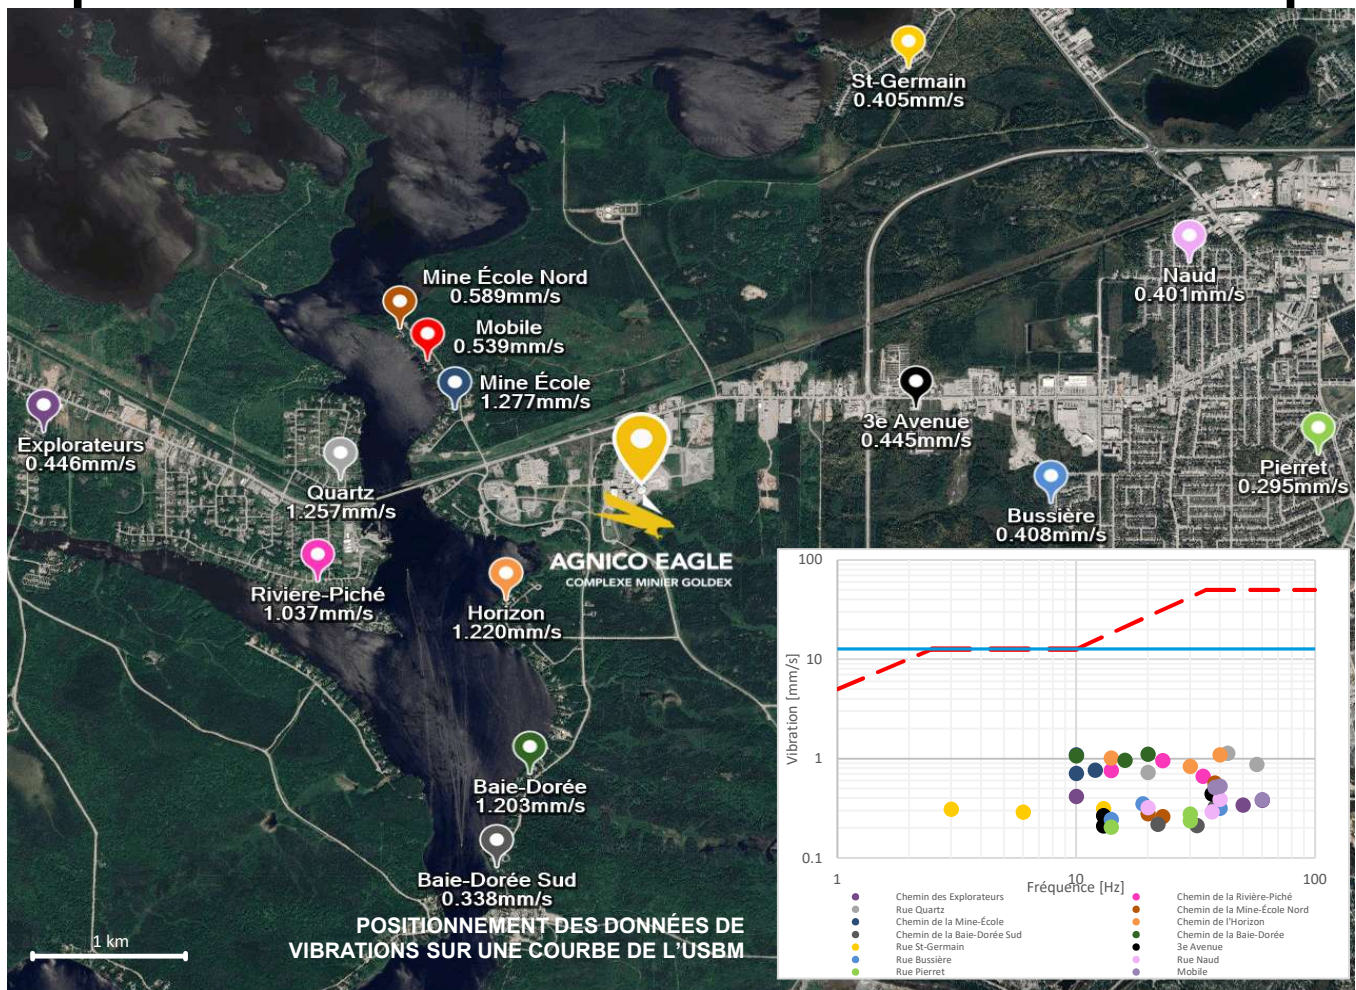 St-Germain
0.405mm/s
Naud
0.401mm/s
Mine École Nord
0.589mm/s
Mobile
0.539mm/s
Mine École
1.277mm/s
Explorateurs
0.446mm/s
3e Avenue
0.445mm/s
Pierret
0.295mm/s
Quartz
1.257mm/s
Bussière
0.408mm/s
AGNICO EAGLE
COMPLEXE MINIER GOLDEX
Rivière-Piché
1.037mm/s
Horizon
1.220mm/s
Baie-Dorée
1.203mm/s
Baie-Dorée Sud
0.338mm/s
POSITIONNEMENT DES DONNÉES DE
VIBRATIONS SUR UNE COURBE DE L'USBM
1 km
100
10
1
0.1
Vibration [mm/s]
1
10
100
Fréquence [Hz]
Chemin des Explorateurs
Chemin de la Rivière-Piché
Rue Quartz
Chemin de la Mine-École Nord
Chemin de la Mine-École
Chemin de l'Horizon
Chemin de la Baie-Dorée Sud
Chemin de la Baie-Dorée
Rue St-Germain
3e Avenue
Rue Bussière
Rue Naud
Rue Pierret
Mobile